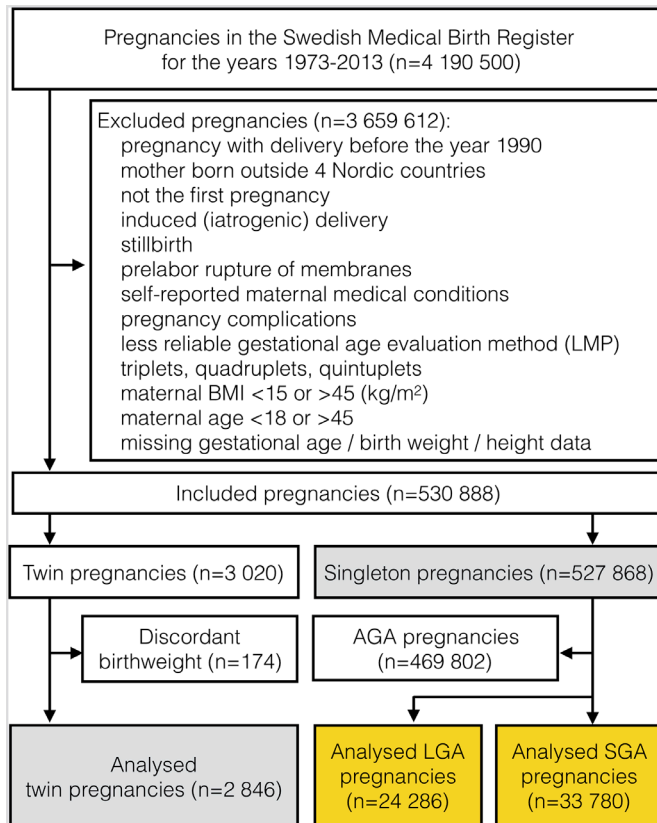 Pregnancies in the Swedish Medical Birth Register
for the years 1973-2013 (n=4 190 500)
Excluded pregnancies (n=3 659 612):
pregnancy with delivery before the year 1990
mother born outside 4 Nordic countries
not the first pregnancy
induced (iatrogenic) delivery
stillbirth
prelabor rupture of membranes
self-reported maternal medical conditions
pregnancy complications
less reliable gestational age evaluation method (LMP)
triplets, quadruplets, quintuplets
maternal BMI <15 or >45 (kg/m²)
maternal age <18 or >45
missing gestational age / birth weight / height data
Included pregnancies (n=530 888)
Twin pregnancies (n=3 020)
Singleton pregnancies (n=527 868)
Discordant
birthweight (n=174)
AGA pregnancies
(n=469 802)
Analysed
twin pregnancies (n=2 846)
Analysed LGA
pregnancies
(n=24 286)
Analysed SGA
pregnancies
(n=33 780)